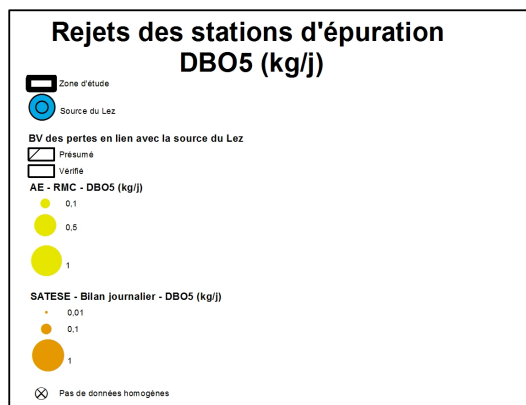 Rejets des stations d'épuration
DBO5 (kg/j)
Zone d'étude
Source du Lez
BV des pertes en lien avec la source du Lez
Présumé
Vérifié
AE - RMC - DBO5 (kg/j)
0,1
0,5
1
SATESE - Bilan journalier - DBO5 (kg/j)
0,01
0,1
1
Pas de données homogènes